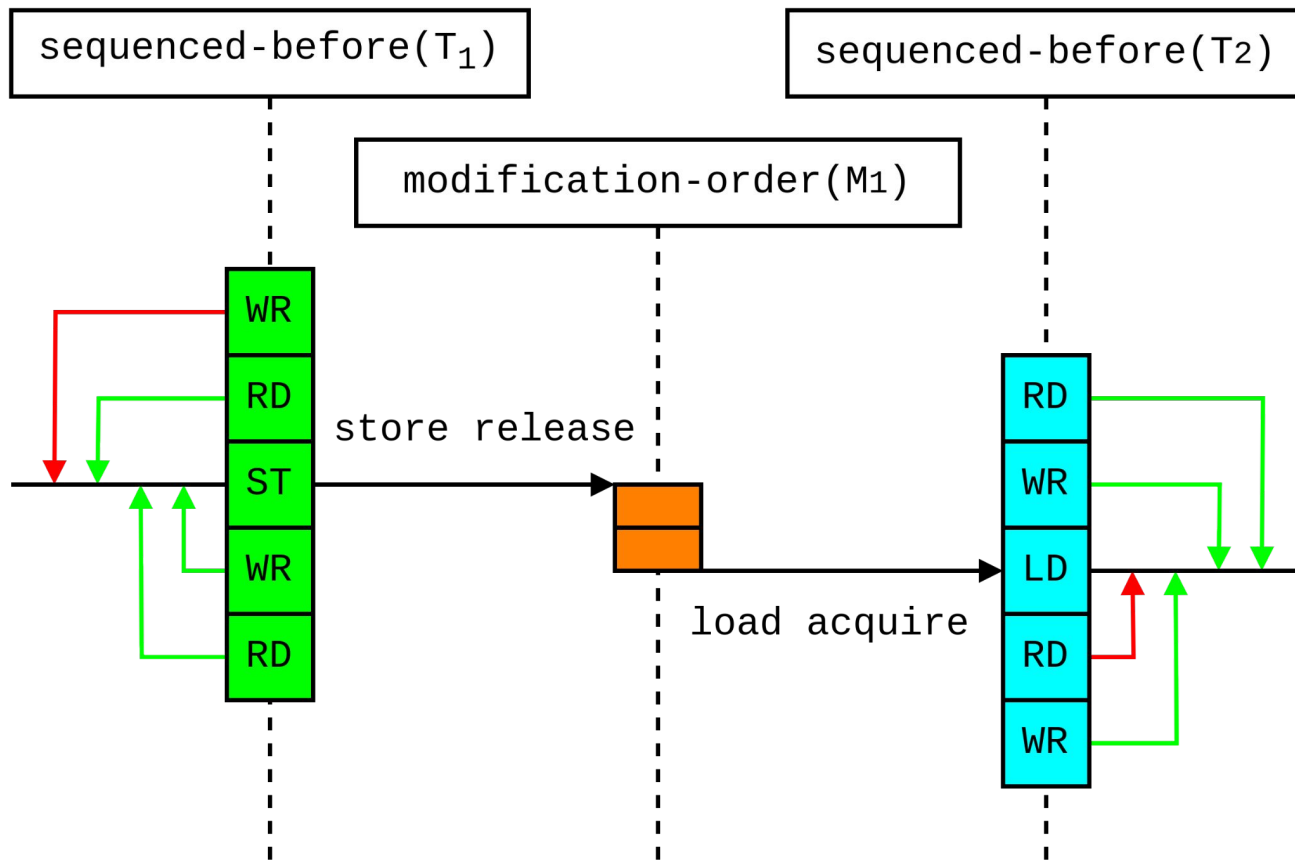 sequenced-before(T1)
sequenced-before(T2)
modification-order(M1)
WR
RD
store release
ST
WR
RD
RD
WR
LD
load acquire
RD
WR